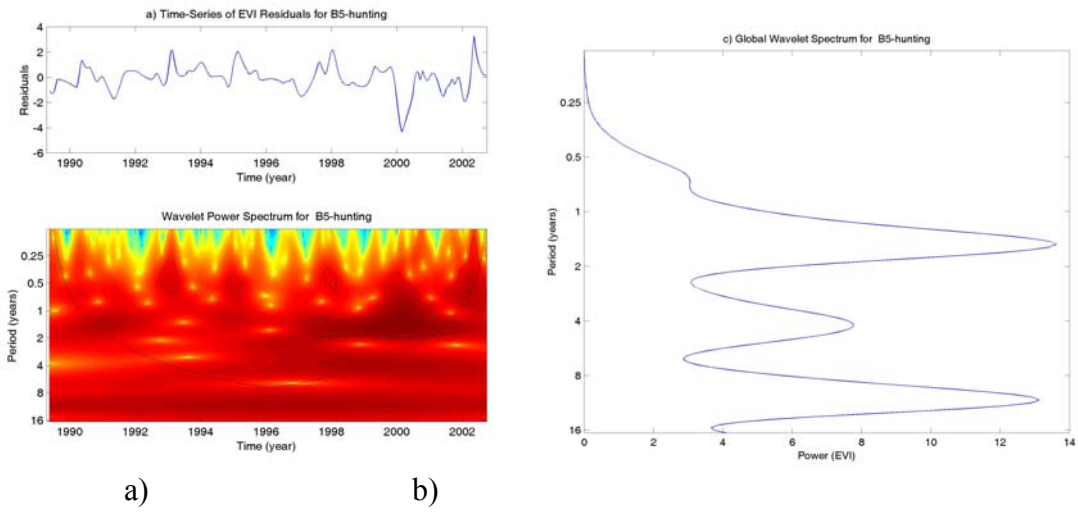 a) Time-Series of EVI Residuals for B5-hunting
4
2
0
-2
-4
-6
Residuals
1990 1992 1994 1996 1998 2000 2002
Time (year)
Wavelet Power Spectrum for B5-hunting
0.25
0.5
1
2
4
8
16
Period (years)
1990 1992 1994 1996 1998 2000 2002
Time (year)
c) Global Wavelet Spectrum for B5-hunting
0.25
0.5
1
2
4
8
16
Period (years)
0 2 4 6 8 10 12 14
Power (EVI)
a) b)